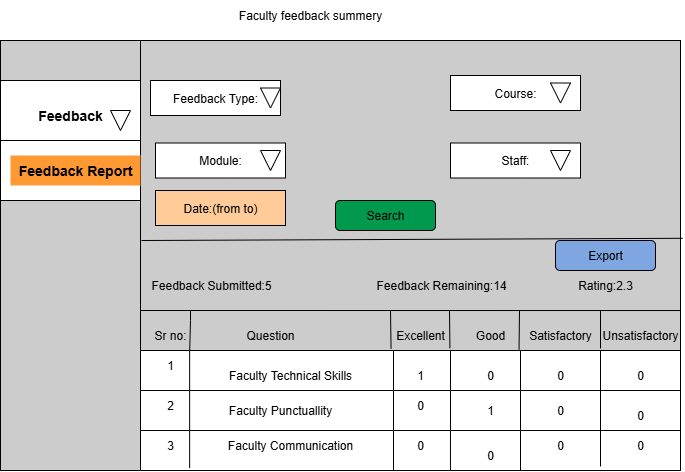 Faculty feedback summery
Feedback
Feedback Report
Feedback Type:
Course:
Module:
Staff:
Date:(from to)
Search
Export
Feedback Submitted:5
Feedback Remaining:14
Rating:2.3
Sr no: Question Excellent Good Satisfactory Unsatisfactory
1 Faculty Technical Skills 1 0 0 0
2 Faculty Punctuallity 0 1 0 0
3 Faculty Communication 0 0 0 0